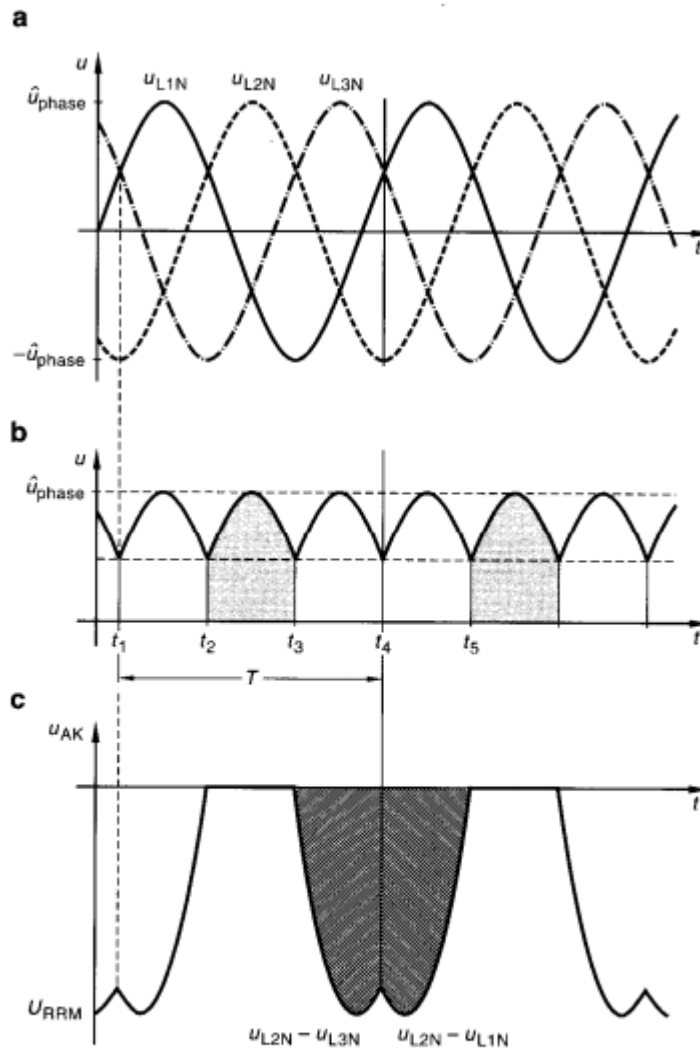 a
u
u_L1N u_L2N u_L3N
û_phase
t
-û_phase
b
u
û_phase
t_1 t_2 t_3 t_4 t_5 t
T
c
u_AK
t
U_RRM
u_L2N – u_L3N u_L2N – u_L1N